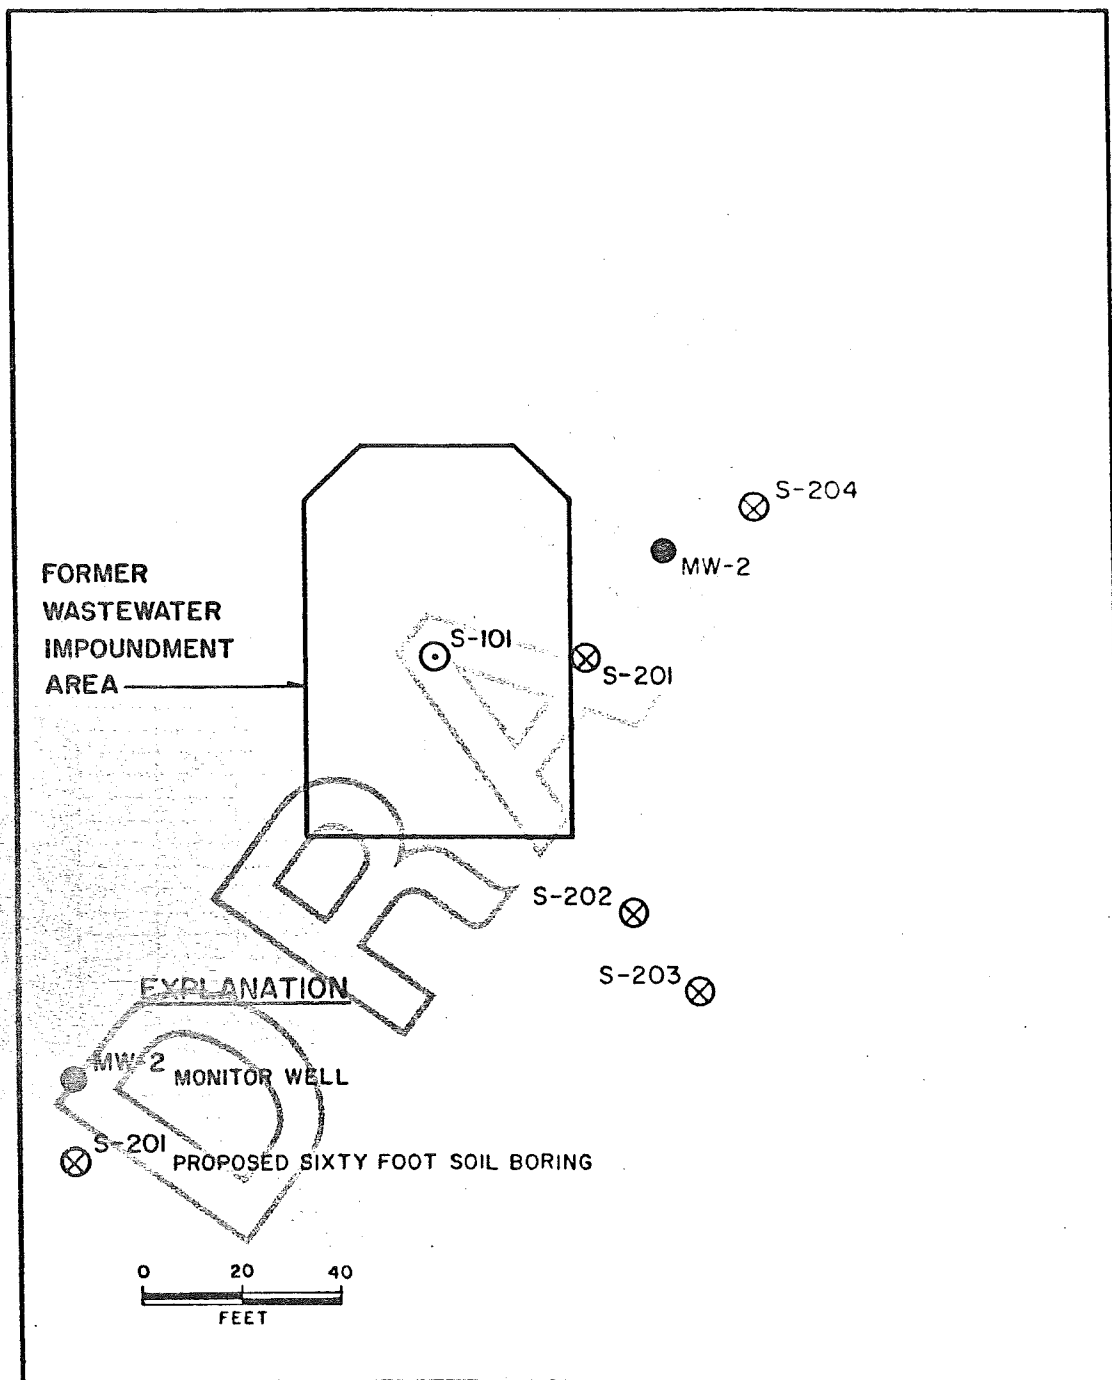 S-204
MW-2
FORMER
WASTEWATER
IMPOUNDMENT
AREA
S-101
S-201
S-202
S-203
EXPLANATION
MW-2 MONITOR WELL
S-201 PROPOSED SIXTY FOOT SOIL BORING
0 20 40
FEET
DRAFT